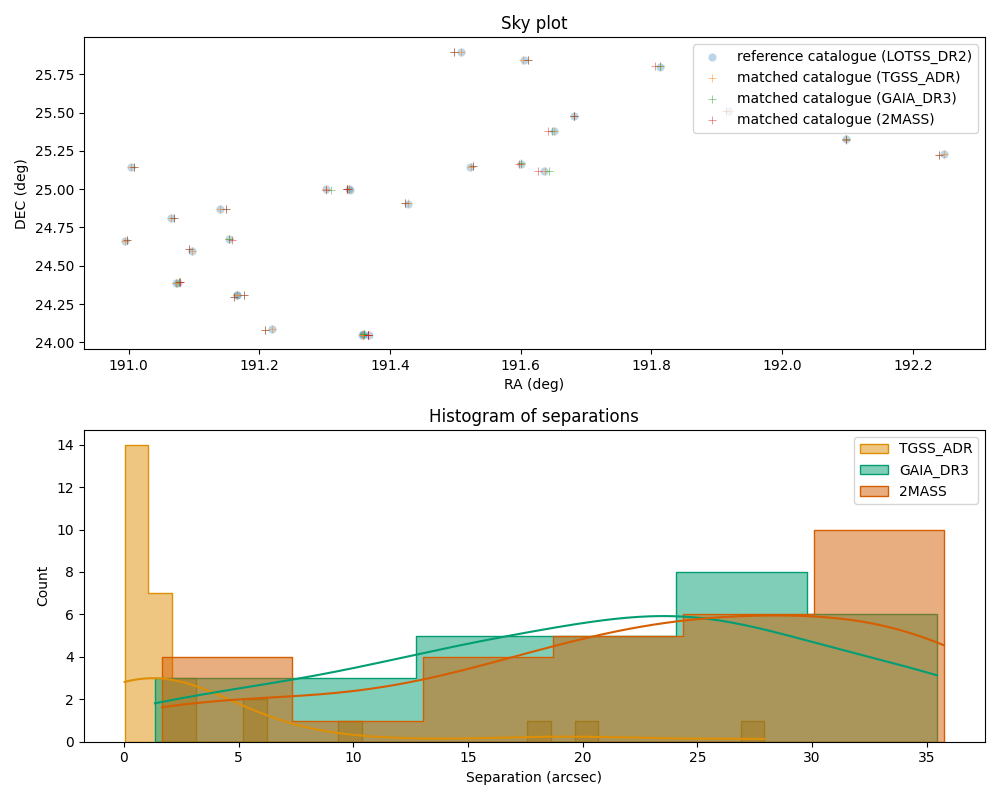 Sky plot
reference catalogue (LOTSS_DR2)
matched catalogue (TGSS_ADR)
matched catalogue (GAIA_DR3)
matched catalogue (2MASS)
25.75
25.50
25.25
25.00
24.75
24.50
24.25
24.00
DEC (deg)
191.0 191.2 191.4 191.6 191.8 192.0 192.2
RA (deg)
Histogram of separations
TGSS_ADR
GAIA_DR3
2MASS
14
12
10
8
6
4
2
0
Count
0 5 10 15 20 25 30 35
Separation (arcsec)